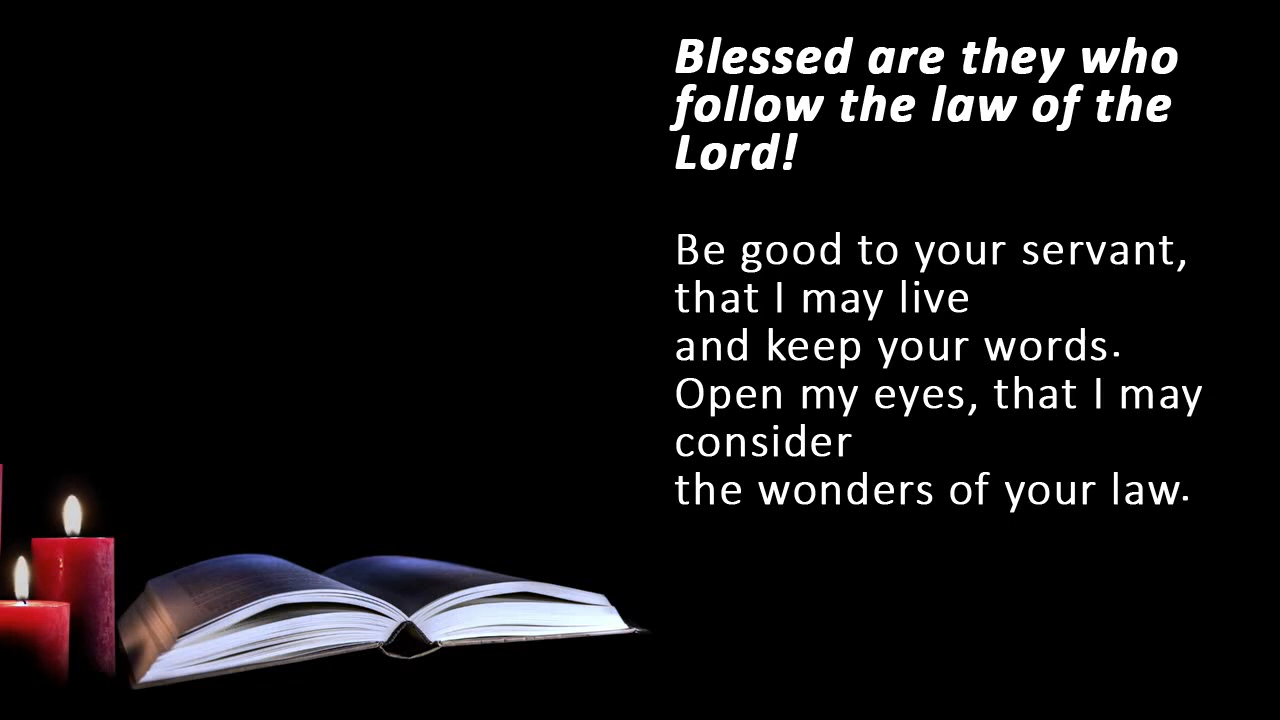 Blessed are they who
follow the law of the
Lord!
Be good to your servant,
that I may live
and keep your words.
Open my eyes, that I may
consider
the wonders of your law.